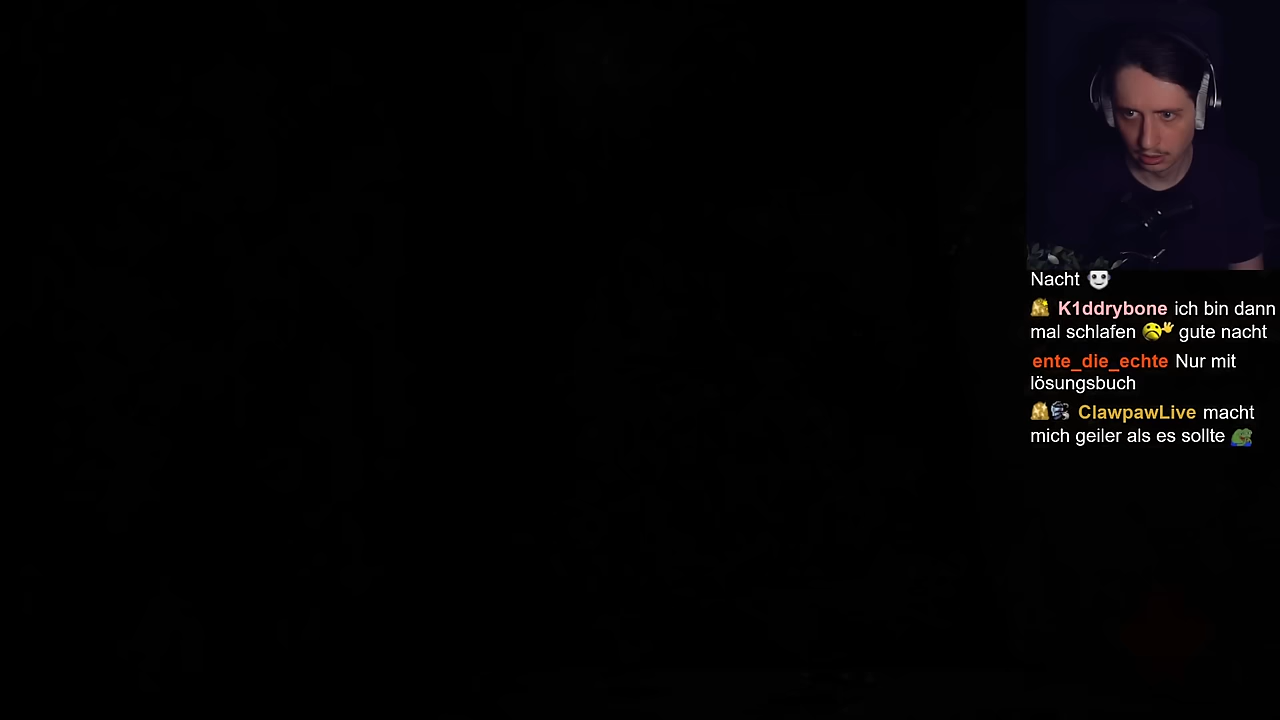 Nacht
K1ddrybone ich bin dann
mal schlafen gute nacht
ente_die_echte Nur mit
lösungsbuch
ClawpawLive macht
mich geiler als es sollte